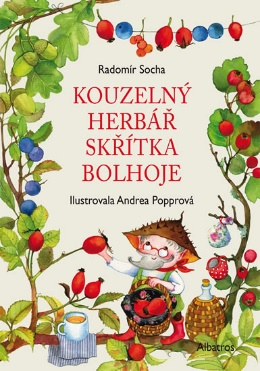 Radomír Socha
KOUZELNÝ
HERBÁŘ
SKŘÍTKA
BOLHOJE
Ilustrovala Andrea Popprová
Albatros